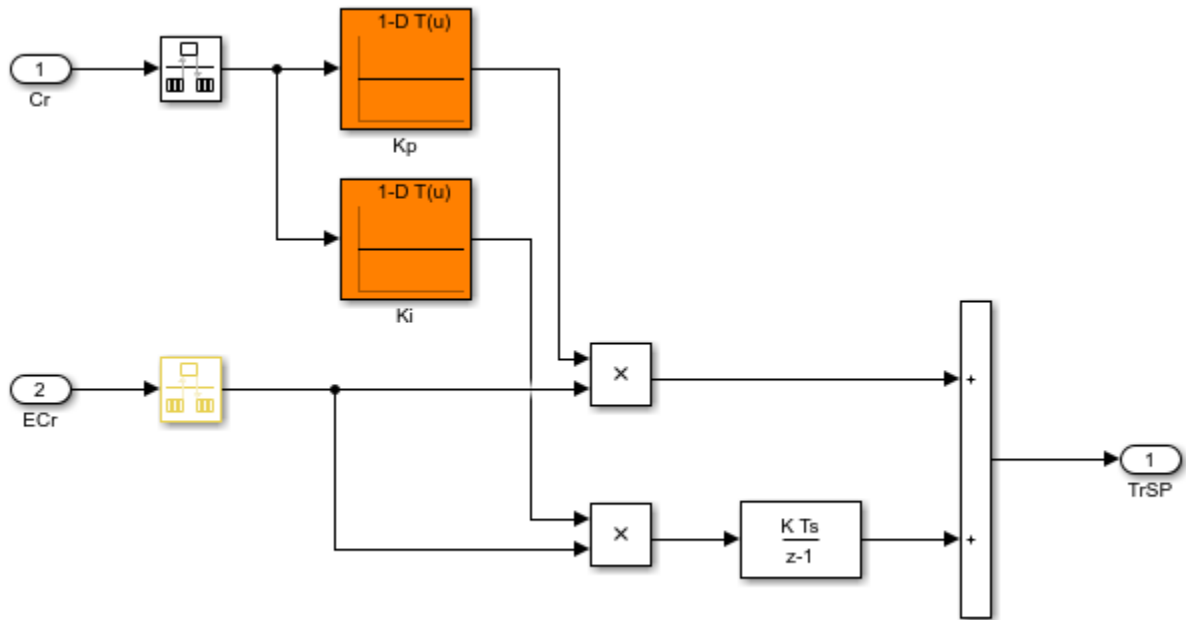 1-D T(u)
1
Cr
Kp
1-D T(u)
Ki
×
2
ECr
+
1
TrSP
×
K Ts
z-1
+